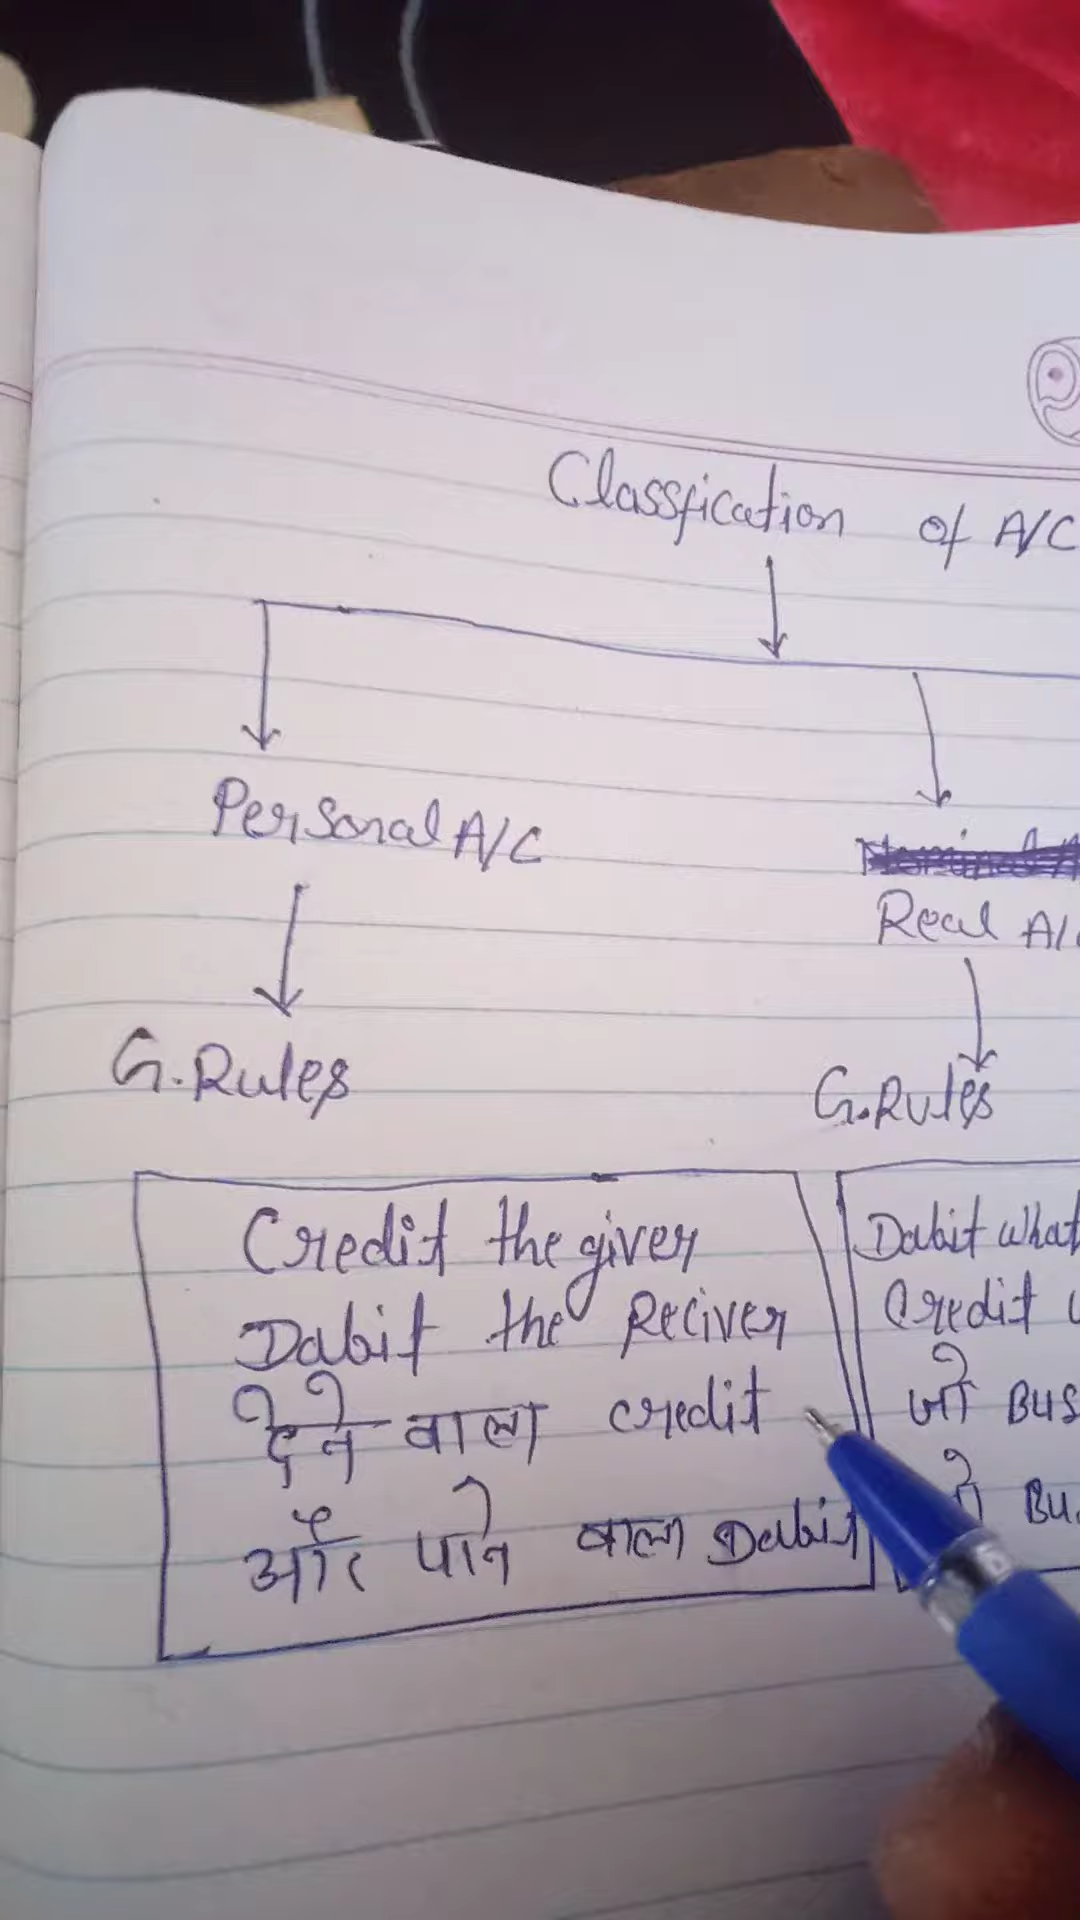 Classfication of A/C
Personal A/C
Real A/
G.Rules
G.Rules
Credit the giver
Dabit the Reciver
देने वाला credit
और पाने वाला Dabit
Dabit what
Credit
जो BUS
BU